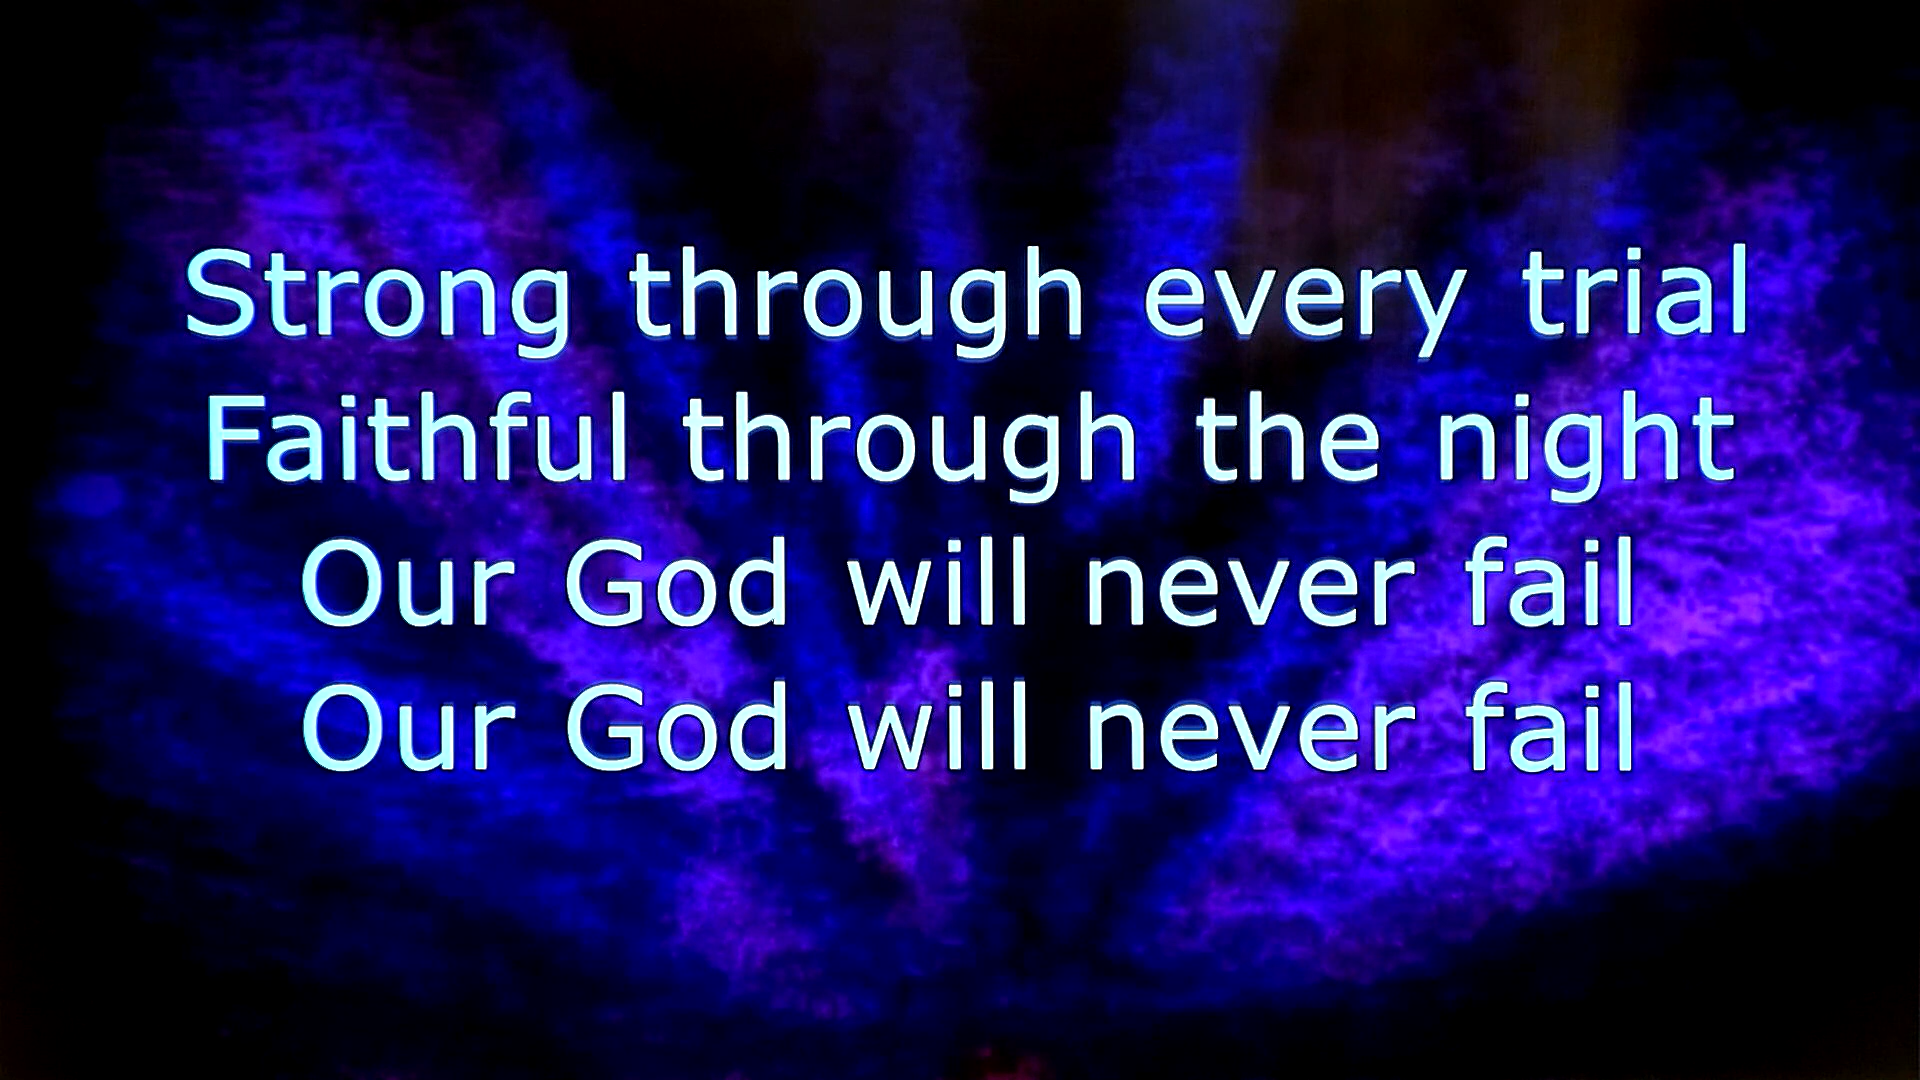 Strong through every trial
Faithful through the night
Our God will never fail
Our God will never fail